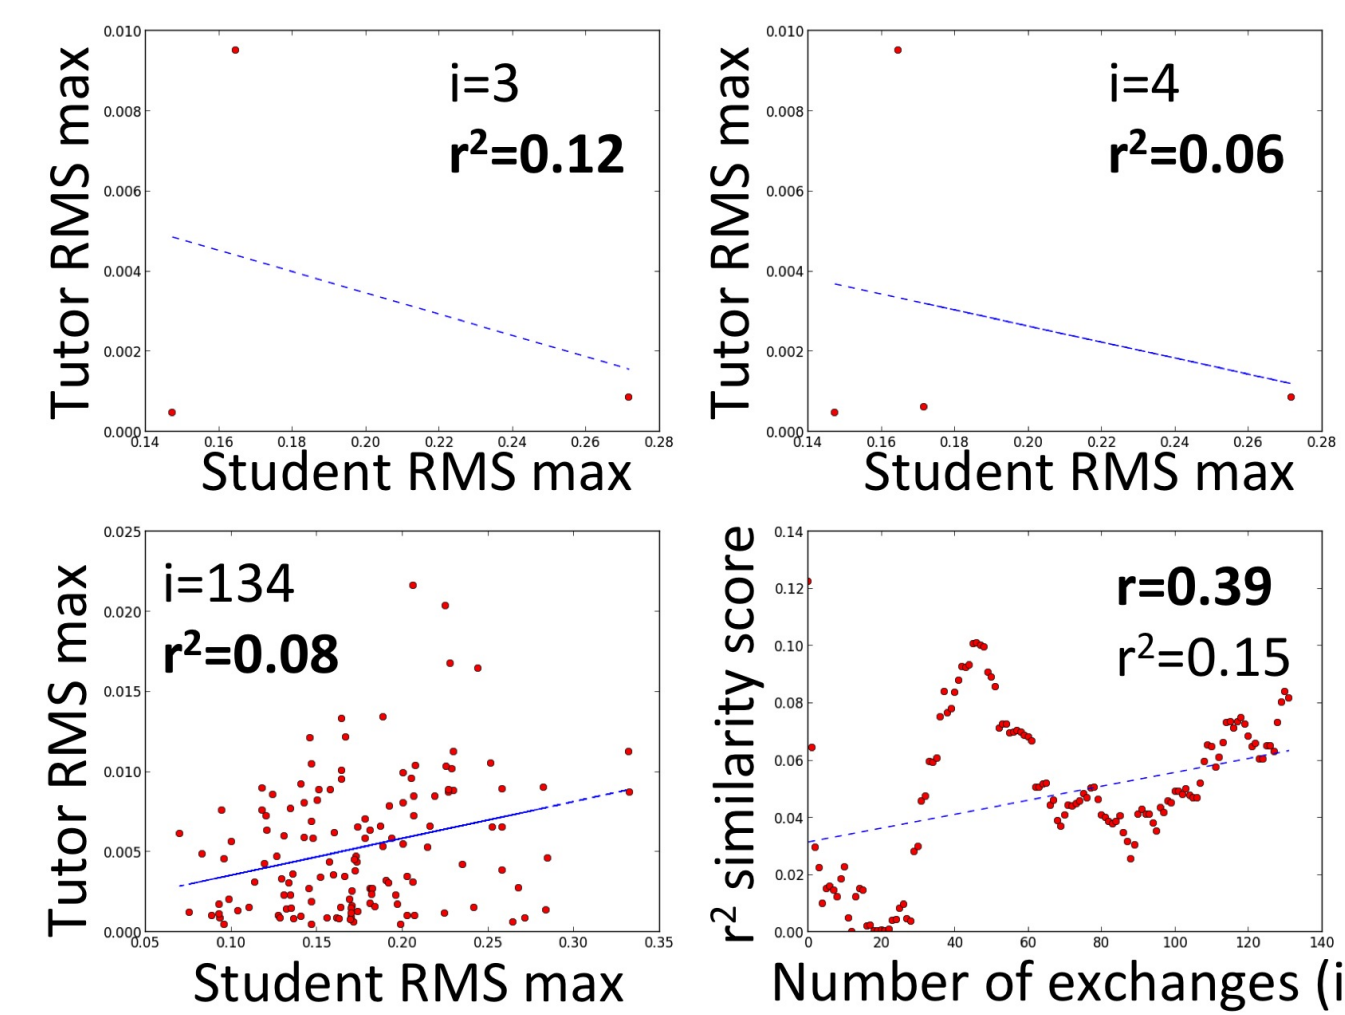 0.010
0.008
0.006
0.004
0.002
0.000
Tutor RMS max
i=3
r²=0.12
0.14 0.16 0.18 0.20 0.22 0.24 0.26 0.28
Student RMS max
0.010
0.008
0.006
0.004
0.002
0.000
Tutor RMS max
i=4
r²=0.06
0.14 0.16 0.18 0.20 0.22 0.24 0.26 0.28
Student RMS max
0.025
0.020
0.015
0.010
0.005
0.000
Tutor RMS max
i=134
r²=0.08
0.05 0.10 0.15 0.20 0.25 0.30 0.35
Student RMS max
0.14
0.12
0.10
0.08
0.06
0.04
0.02
0.00
r² similarity score
r=0.39
r²=0.15
0 20 40 60 80 100 120 140
Number of exchanges (i